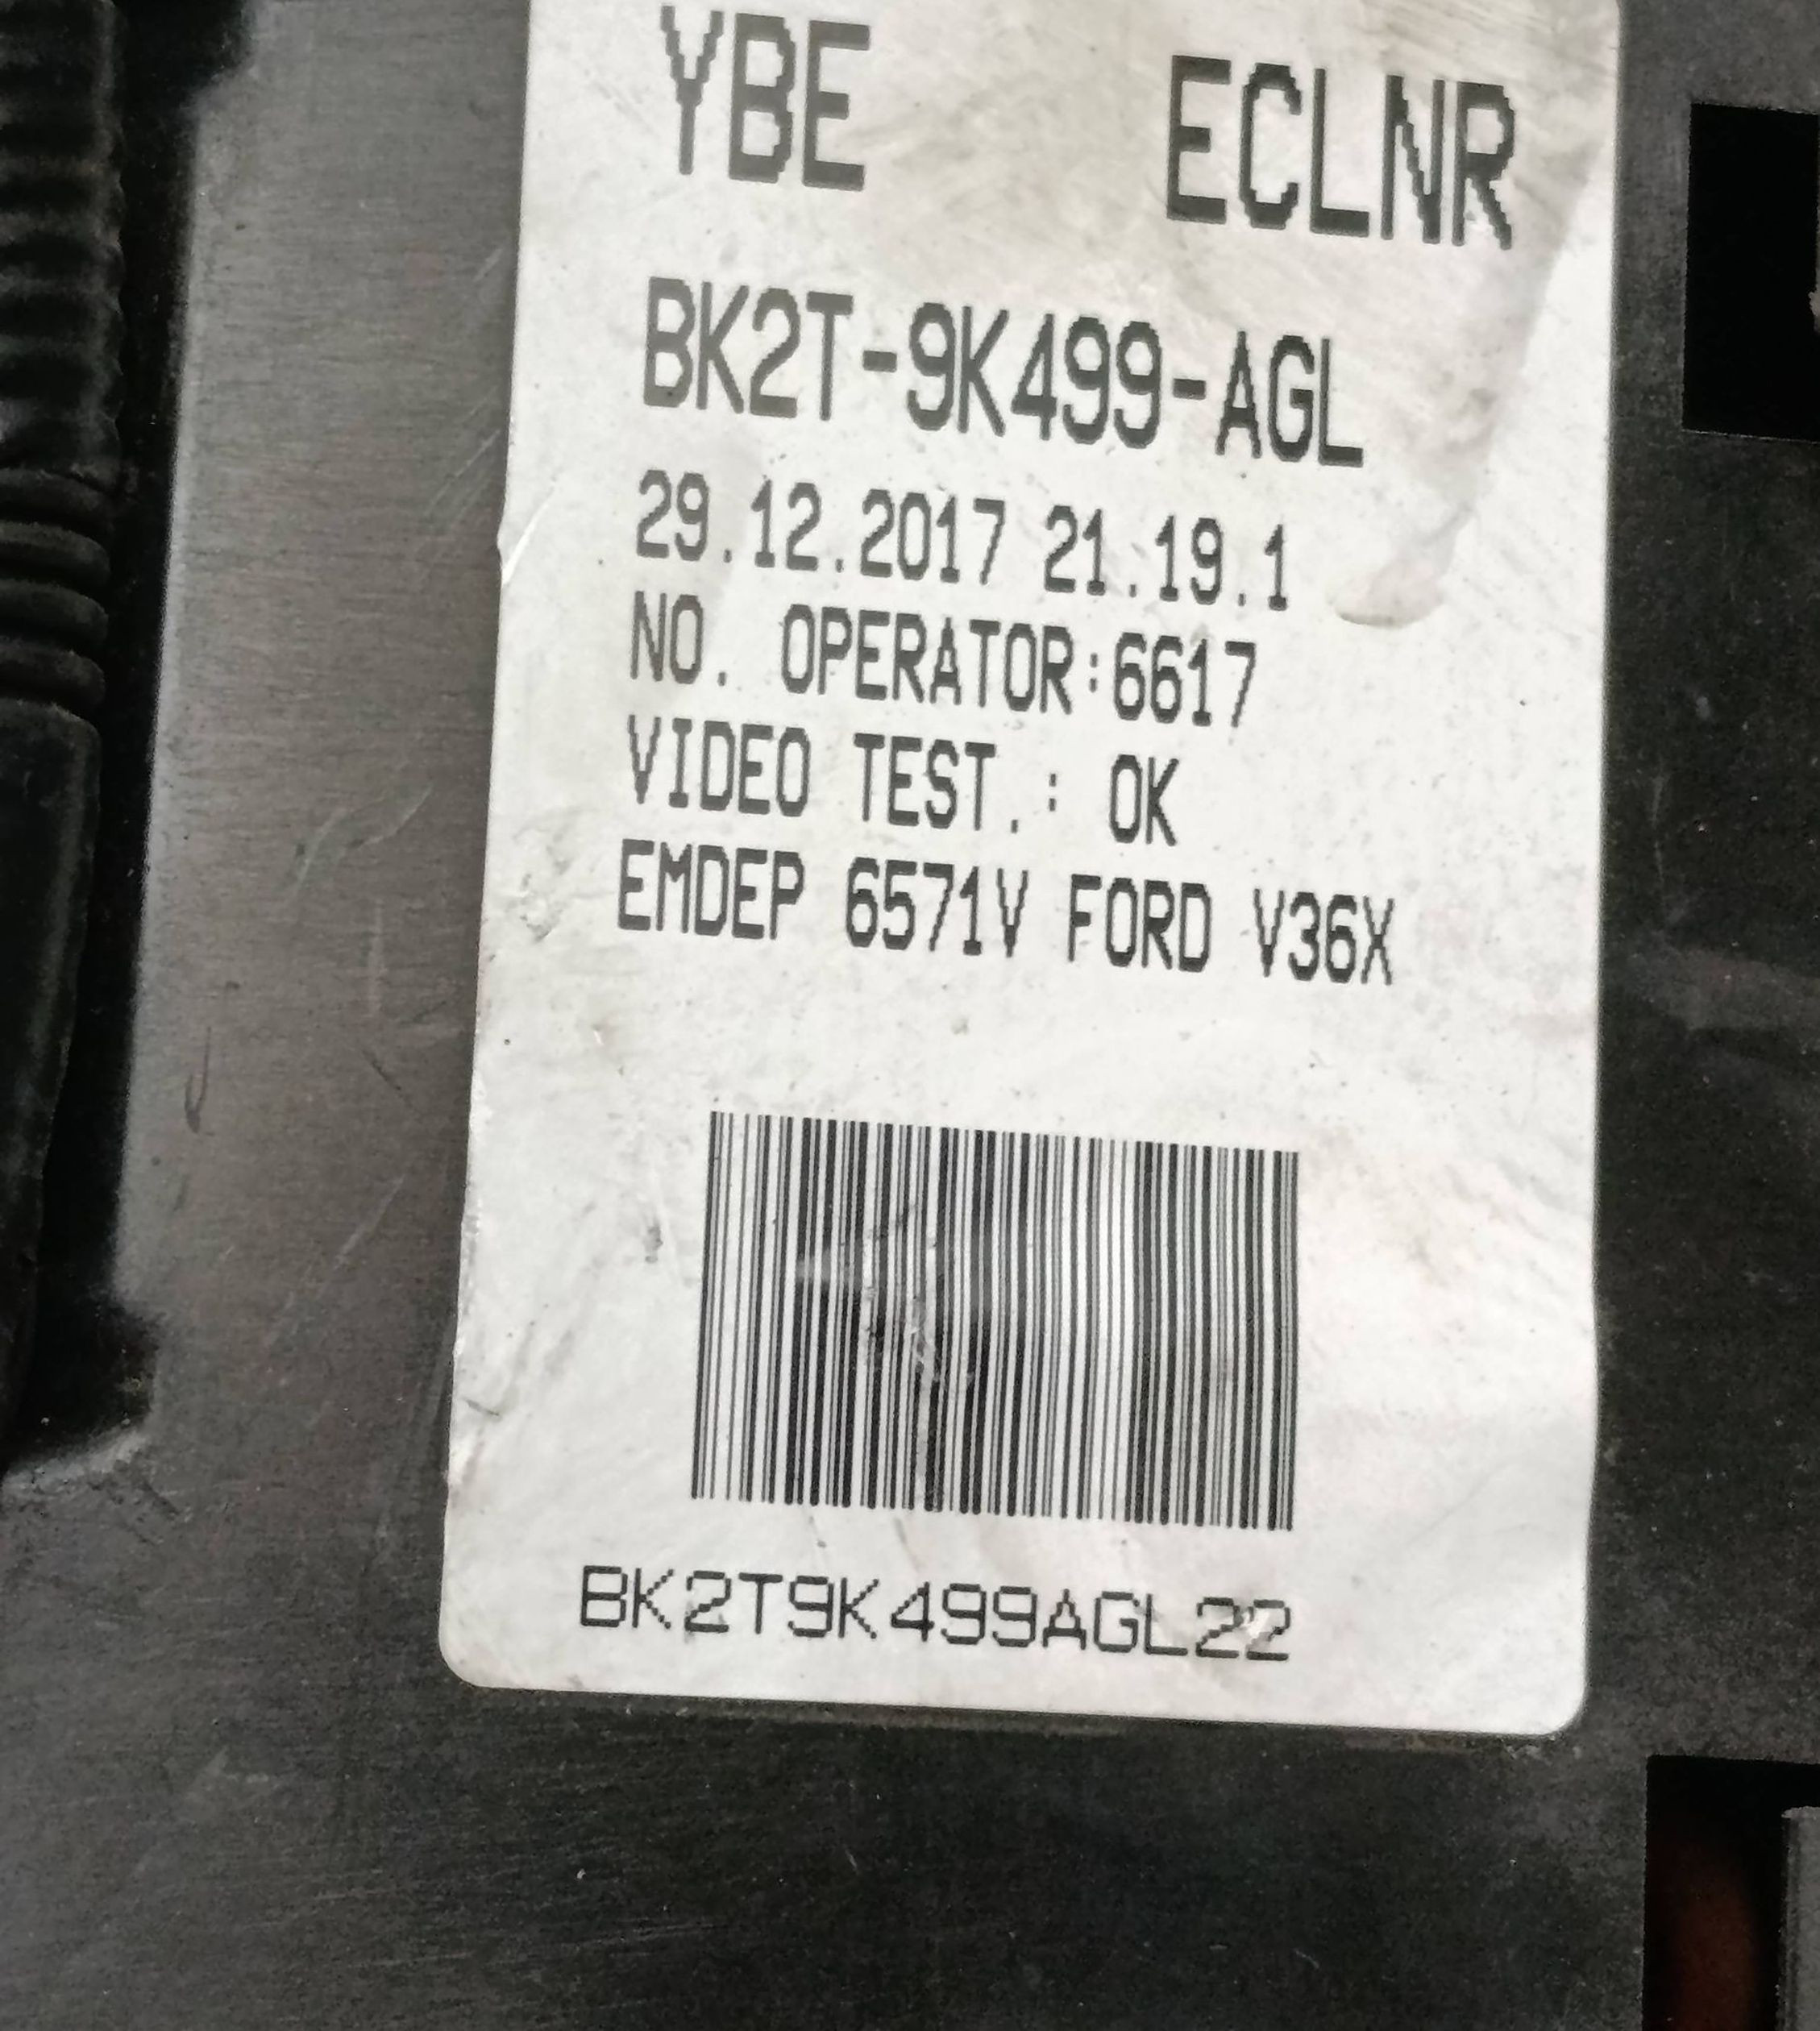 YBE ECLNR
BK2T-9K499-AGL
29.12.2017 21.19.1
NO. OPERATOR:6617
VIDEO TEST.: OK
EMDEP 6571V FORD V36X
BK2T9K499AGL22